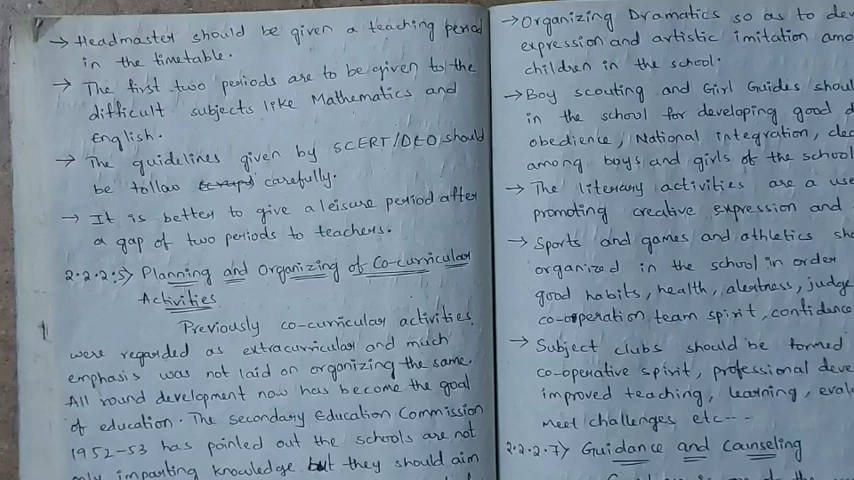 → Headmaster should be given a teaching period
in the timetable.
→ The first two periods are to be given to the
difficult subjects like Mathematics and
English.
→ The guidelines given by SCERT/DEO should
be follow carefully.
→ It is better to give a leisure period after
a gap of two periods to teachers.
2.2.2.5) Planning and Organizing of Co-curricular
Activities
Previously co-curricular activities
were regarded as extracurricular and much
emphasis was not laid on organizing the same.
All round development now has become the goal
of education. The secondary Education Commission
1952-53 has pointed out the schools are not
only imparting knowledge but they should aim
→ Organizing Dramatics so as to dev
expression and artistic imitation amo
children in the school.
→ Boy scouting and Girl Guides shoul
in the school for developing good d
obedience, National integration, dec
among boys and girls of the school
→ The literary activities are a use
promoting creative expression and
→ Sports and games and athletics sho
organized in the school in order
good habits, health, alertness, judge
co-operation team spirit, confidence
→ Subject clubs should be formed
co-operative spirit, professional deve
improved teaching, learning, eval
meet challenges etc---
2.2.2.7) Guidance and Counseling